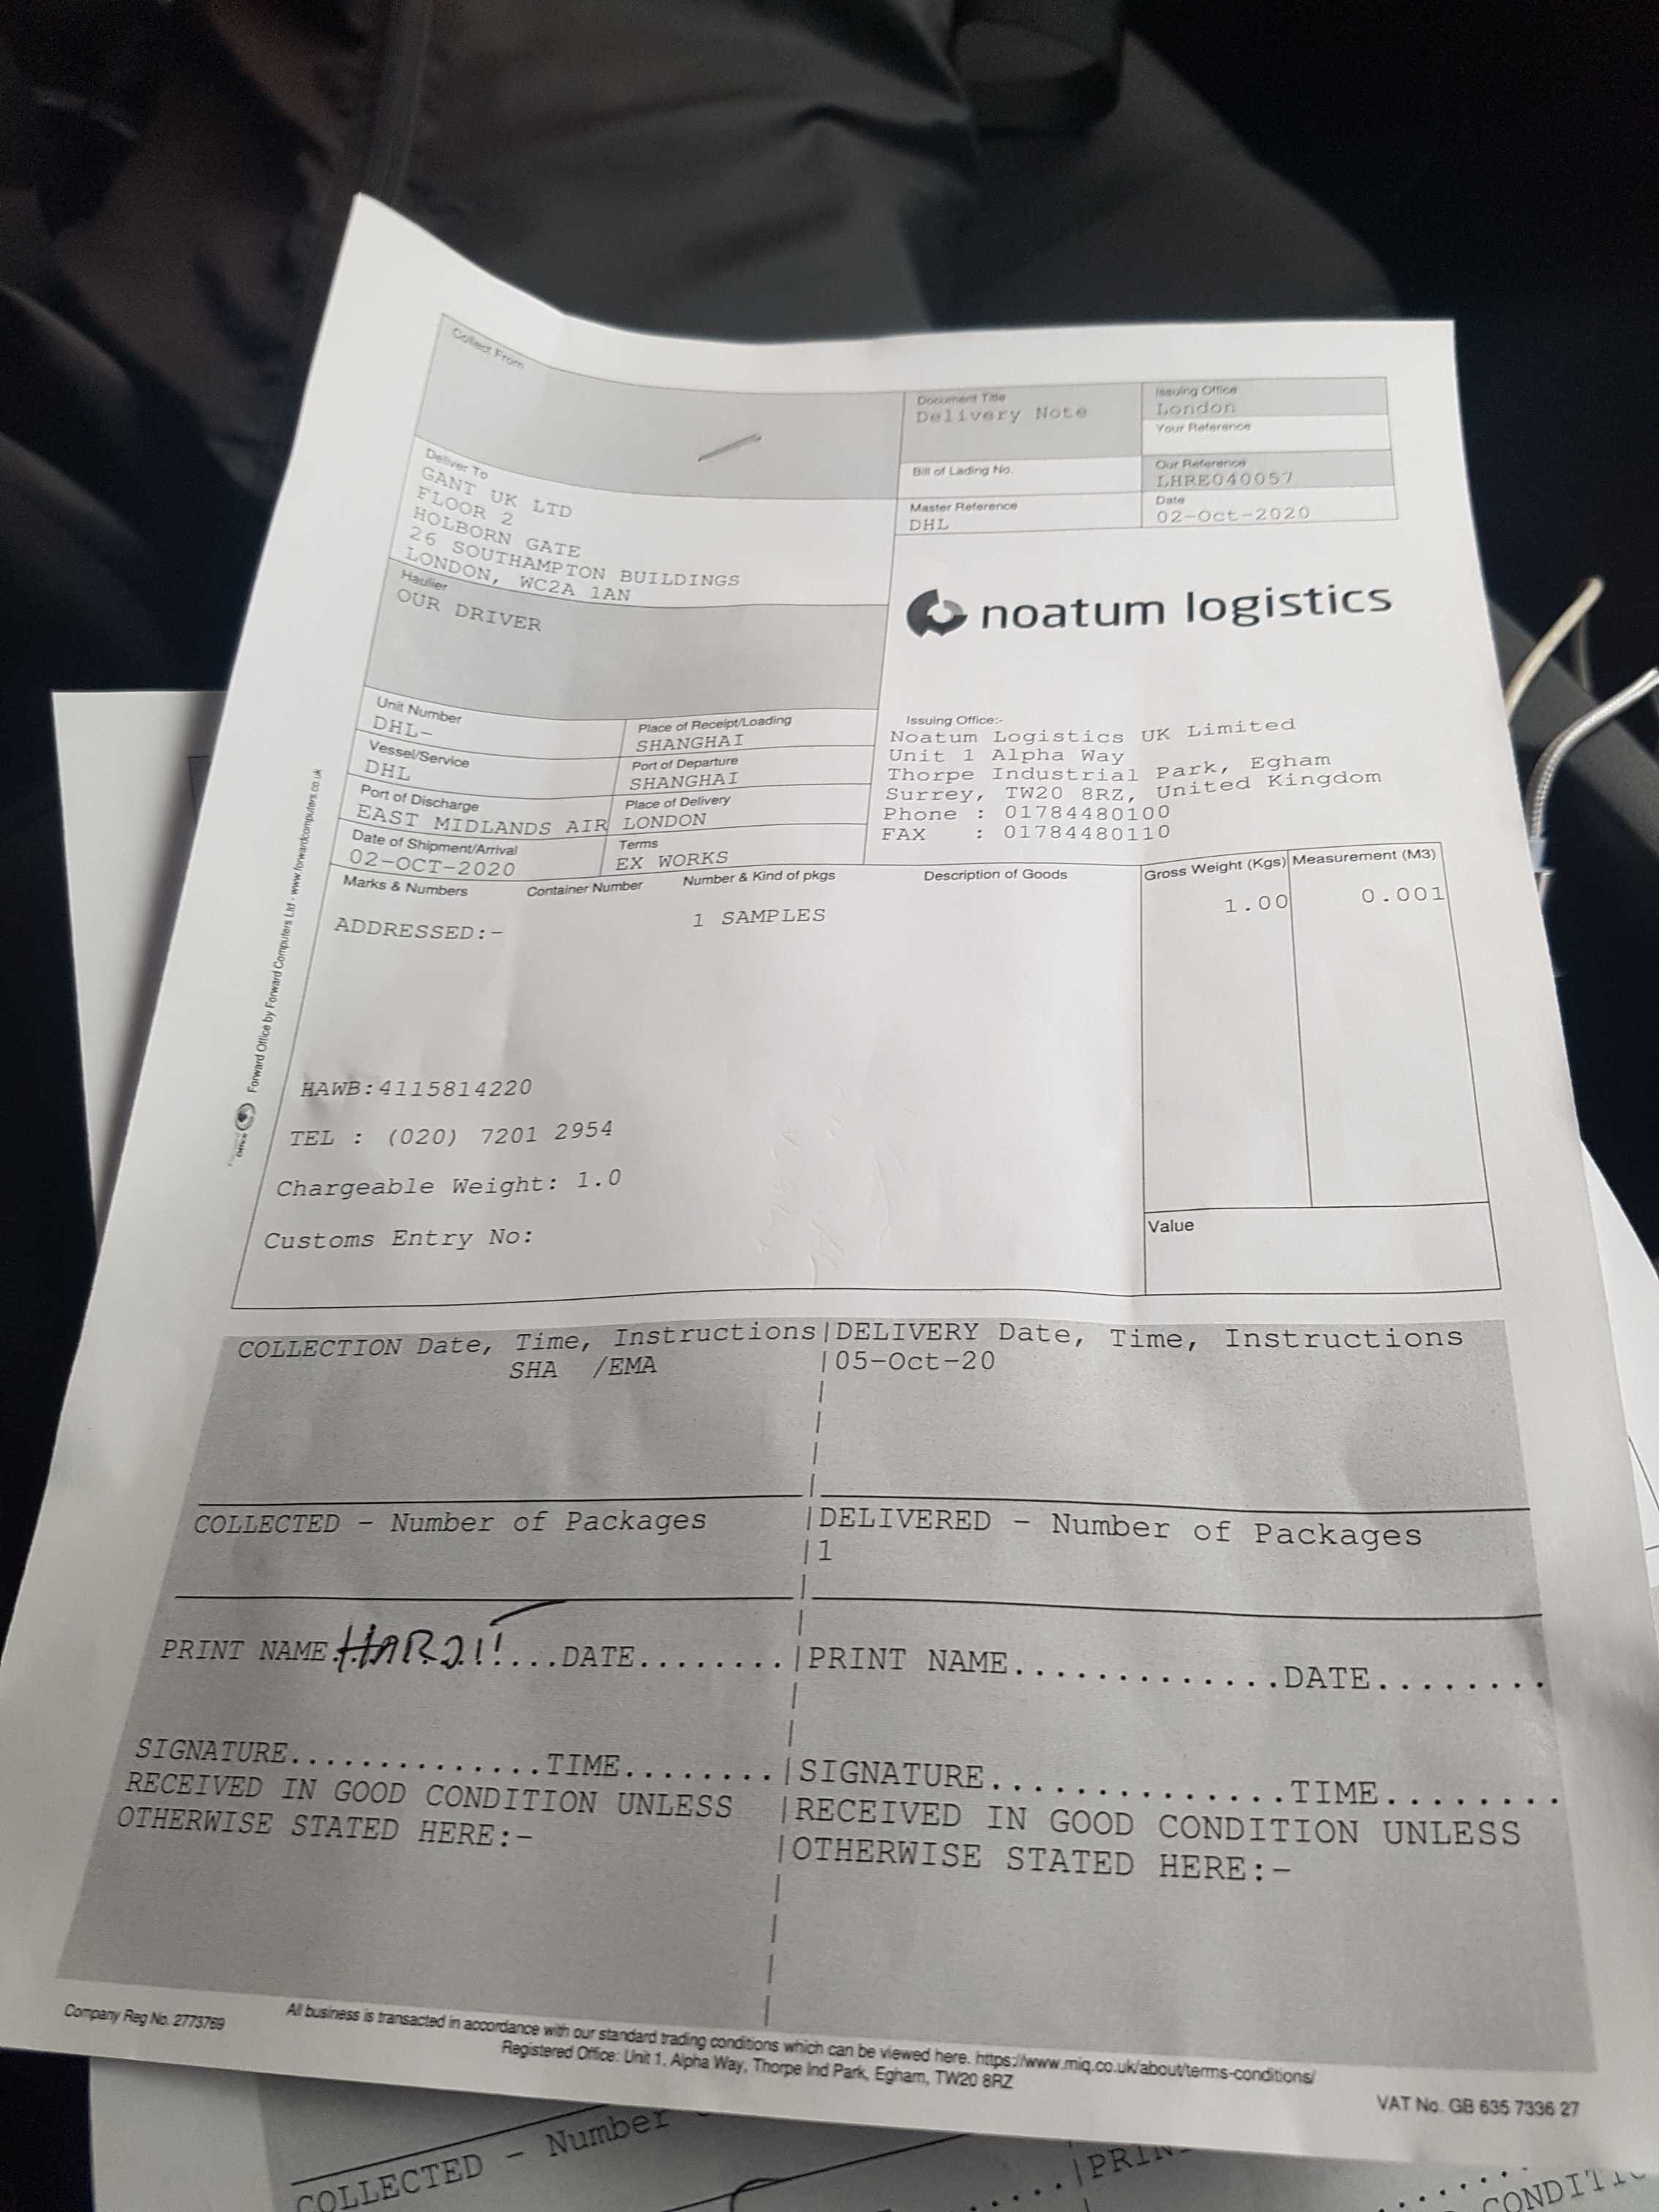 Collect From
Document Title
Delivery Note
Issuing Office
London
Your Reference
Bill of Lading No.
Our Reference
LHRE040057
Master Reference
DHL
Date
02-Oct-2020
Deliver To
GANT UK LTD
FLOOR 2
HOLBORN GATE
26 SOUTHAMPTON BUILDINGS
LONDON, WC2A 1AN
Haulier
OUR DRIVER
noatum logistics
Unit Number
DHL-
Place of Receipt/Loading
SHANGHAI
Vessel/Service
DHL
Port of Departure
SHANGHAI
Port of Discharge
EAST MIDLANDS AIR
Place of Delivery
LONDON
Date of Shipment/Arrival
02-OCT-2020
Terms
EX WORKS
Issuing Office:-
Noatum Logistics UK Limited
Unit 1 Alpha Way
Thorpe Industrial Park, Egham
Surrey, TW20 8RZ, United Kingdom
Phone : 01784480100
FAX : 01784480110
Marks & Numbers Container Number Number & Kind of pkgs Description of Goods Gross Weight (Kgs) Measurement (M3)
ADDRESSED:- 1 SAMPLES 1.00 0.001
HAWB:4115814220
TEL : (020) 7201 2954
Chargeable Weight: 1.0
Customs Entry No:
Value
Forward Office by Forward Computers Ltd - www.forwardcomputers.co.uk
COLLECTION Date, Time, Instructions|DELIVERY Date, Time, Instructions
SHA /EMA |05-Oct-20
COLLECTED - Number of Packages |DELIVERED - Number of Packages
|1
PRINT NAME.............DATE........|PRINT NAME.............DATE........
SIGNATURE..............TIME........|SIGNATURE..............TIME........
RECEIVED IN GOOD CONDITION UNLESS |RECEIVED IN GOOD CONDITION UNLESS
OTHERWISE STATED HERE:- |OTHERWISE STATED HERE:-
Company Reg No. 2773769
All business is transacted in accordance with our standard trading conditions which can be viewed here. https://www.miq.co.uk/about/terms-conditions/
Registered Office: Unit 1, Alpha Way, Thorpe Ind Park, Egham, TW20 8RZ
VAT No. GB 635 7336 27
COLLECTED - Number